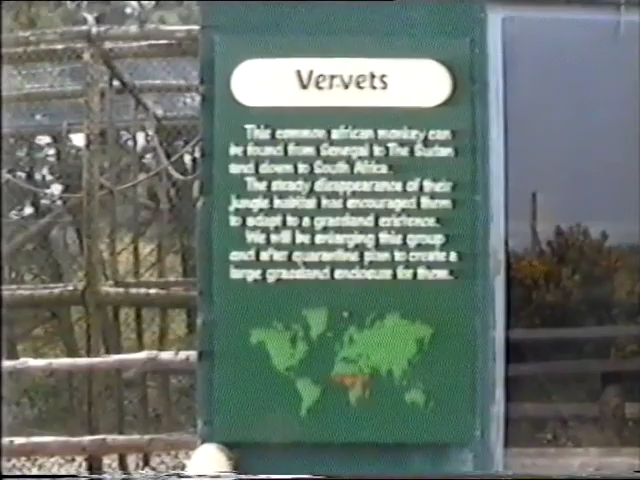 Vervets
This common african monkey can
be found from Senegal to The Sudan
and down to South Africa.
The steady disappearance of their
jungle habitat has encouraged them
to adapt to a grassland existence.
We will be enlarging this group
and after quarantine plan to create a
large grassland enclosure for them.